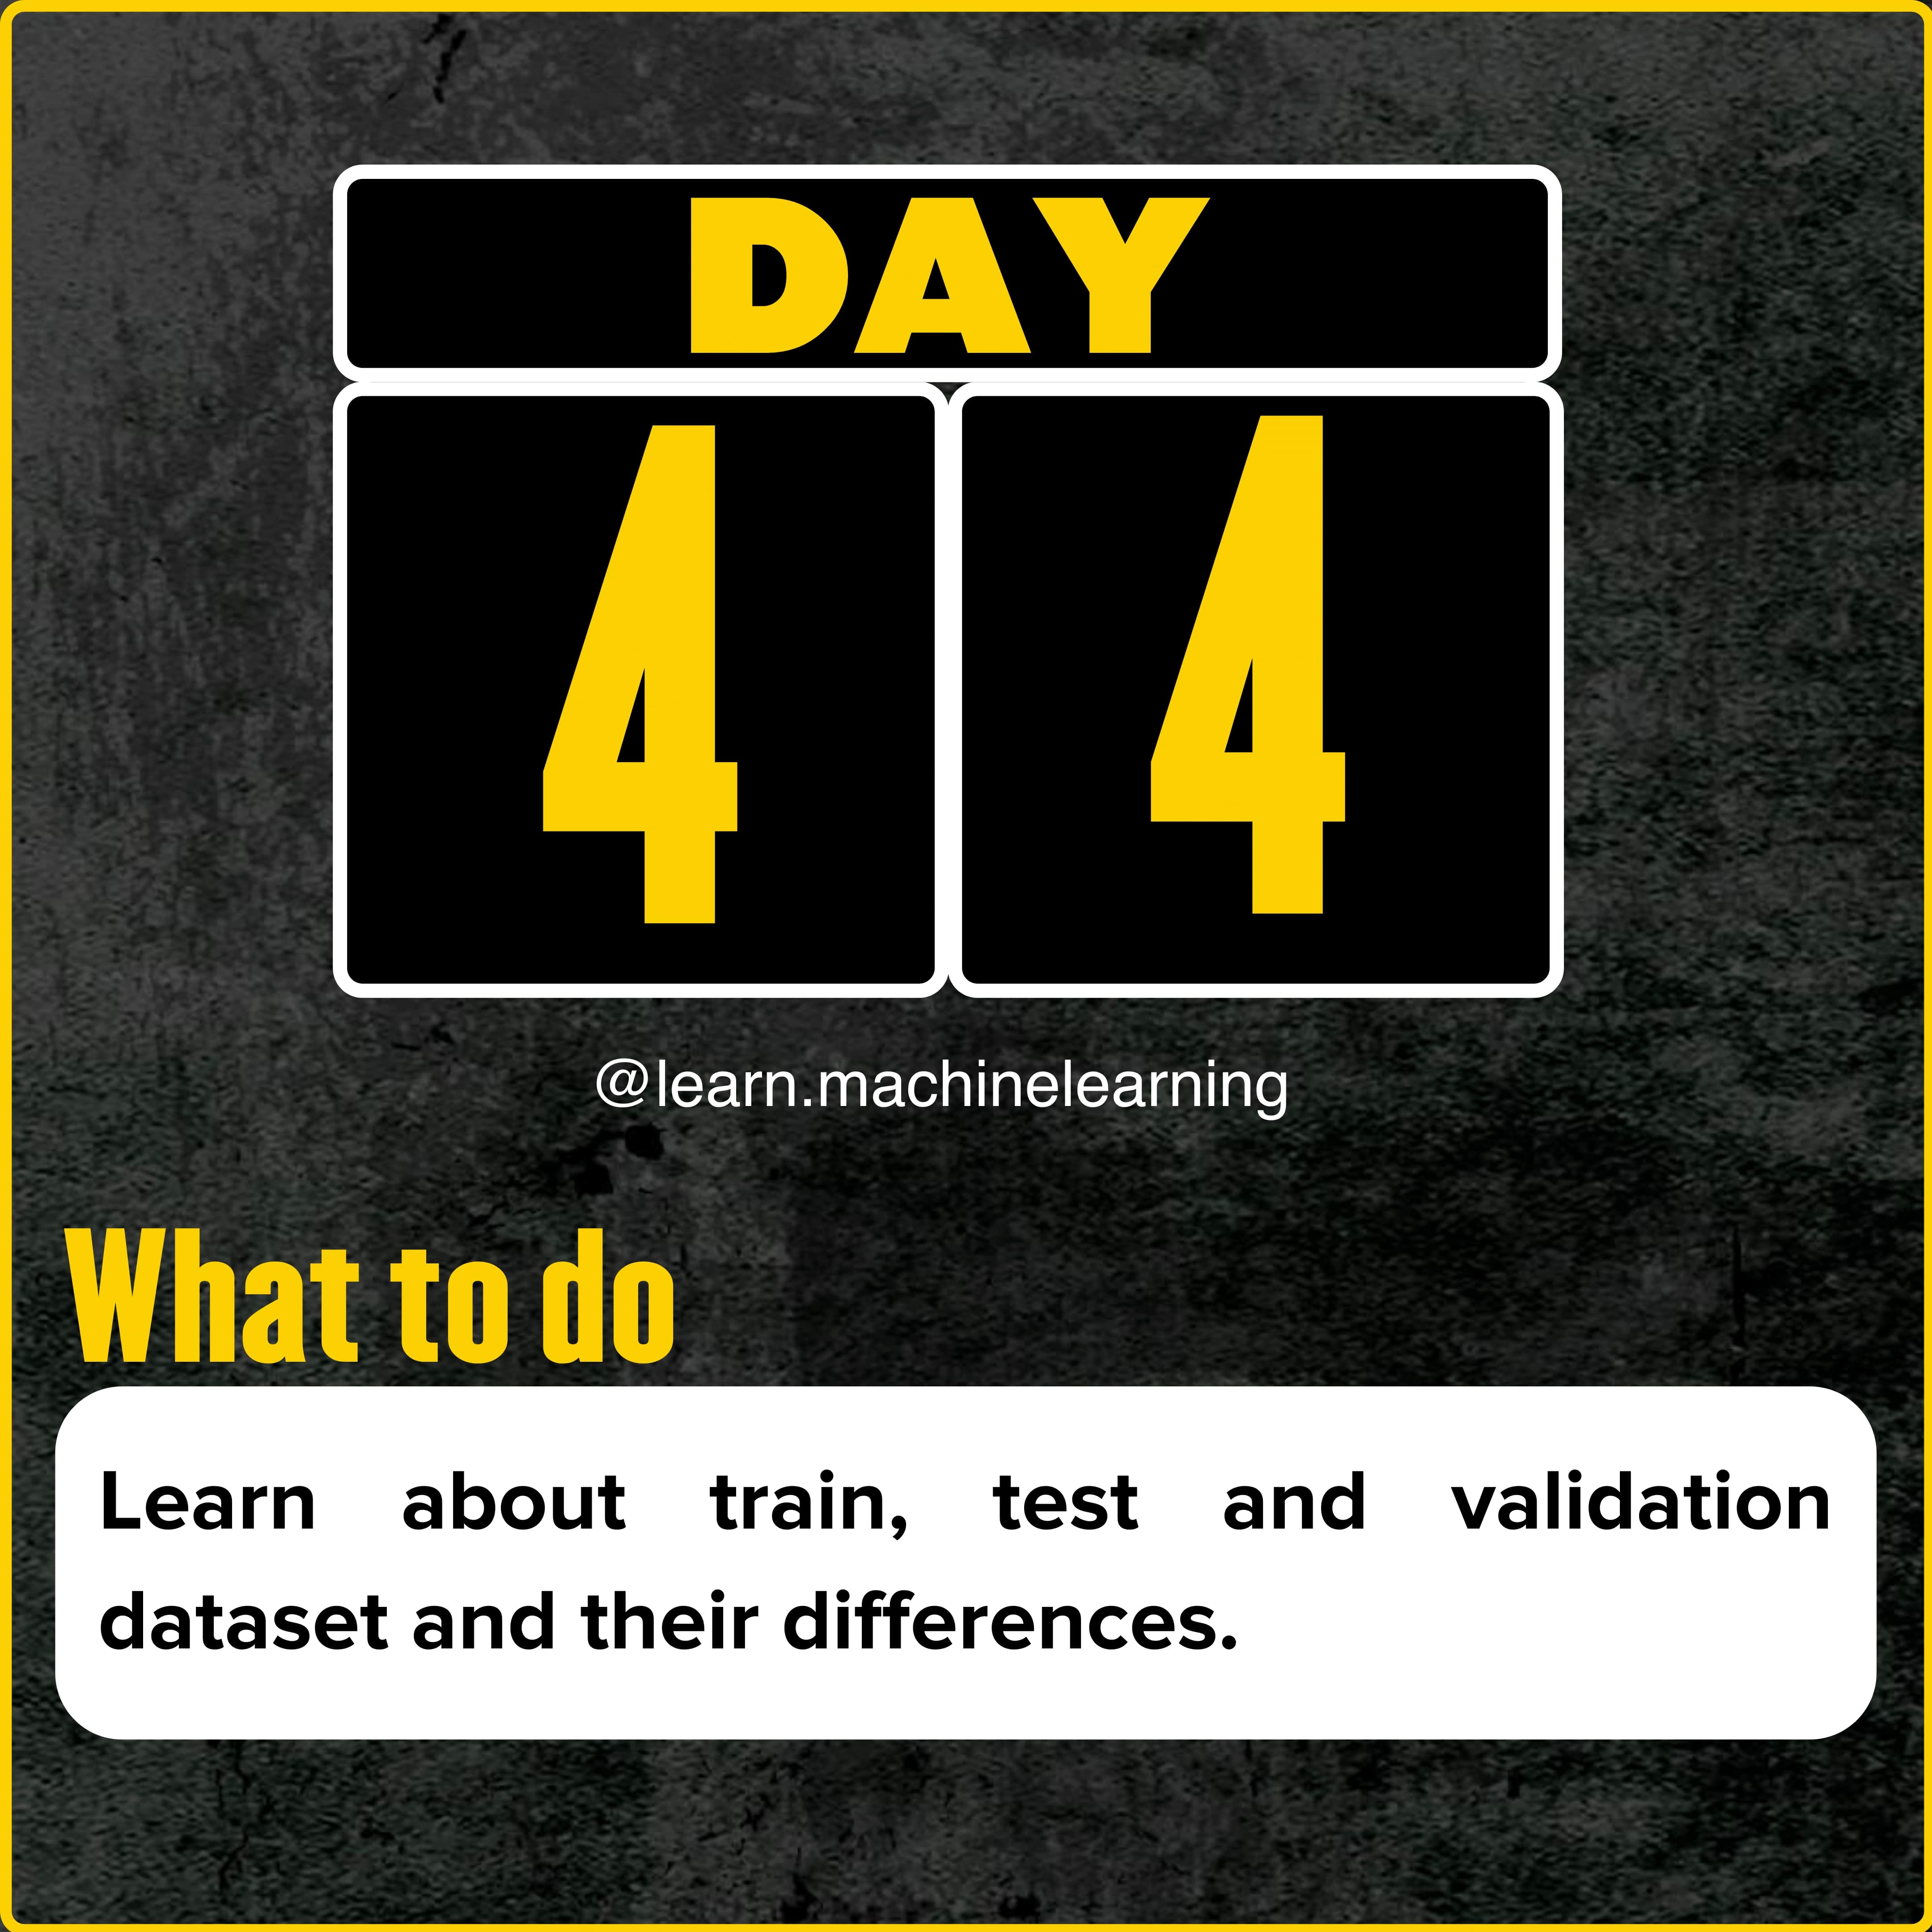 DAY
4 4
@learn.machinelearning
What to do
Learn about train, test and validation
dataset and their differences.